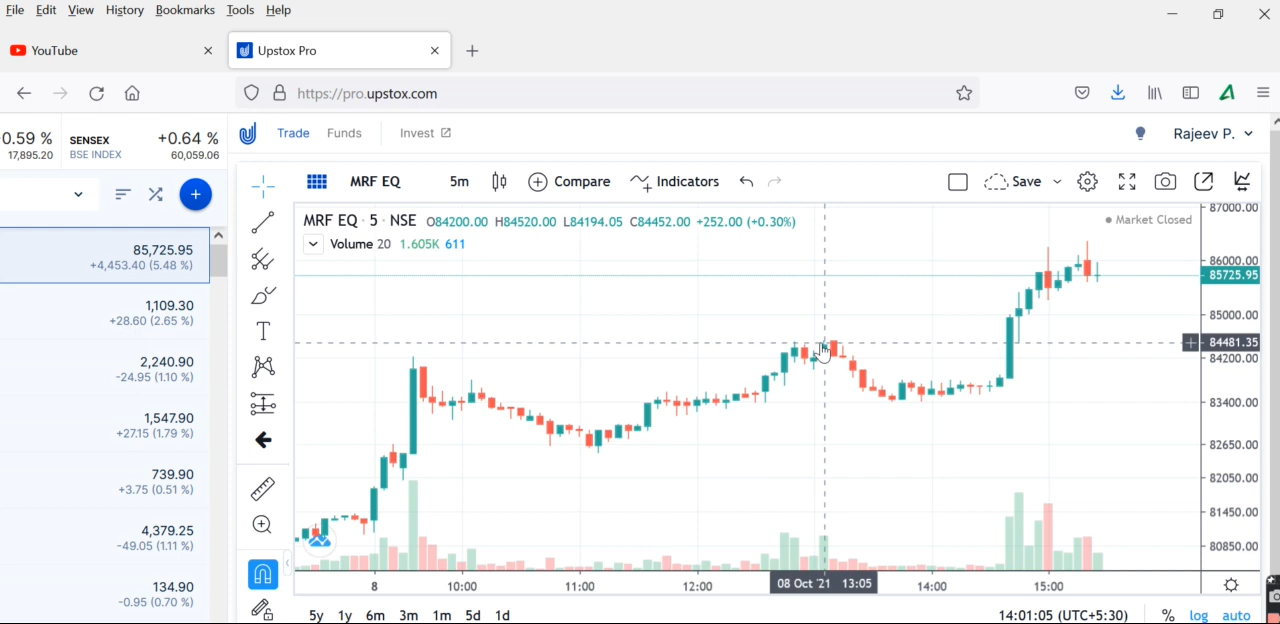 File Edit View History Bookmarks Tools Help
YouTube
Upstox Pro
https://pro.upstox.com
0.59 %
17,895.20
SENSEX +0.64 %
BSE INDEX 60,059.06
Trade Funds Invest
Rajeev P.
MRF EQ 5m Compare Indicators Save
MRF EQ · 5 · NSE O84200.00 H84520.00 L84194.05 C84452.00 +252.00 (+0.30%)
Market Closed
Volume 20 1.605K 611
85,725.95
+4,453.40 (5.48 %)
1,109.30
+28.60 (2.65 %)
2,240.90
-24.95 (1.10 %)
1,547.90
+27.15 (1.79 %)
739.90
+3.75 (0.51 %)
4,379.25
-49.05 (1.11 %)
134.90
-0.95 (0.70 %)
87000.00
86000.00
85725.95
85000.00
84481.35
84200.00
83400.00
82650.00
82050.00
81450.00
80850.00
8 10:00 11:00 12:00 08 Oct '21 13:05 14:00 15:00
5y 1y 6m 3m 1m 5d 1d
14:01:05 (UTC+5:30) % log auto